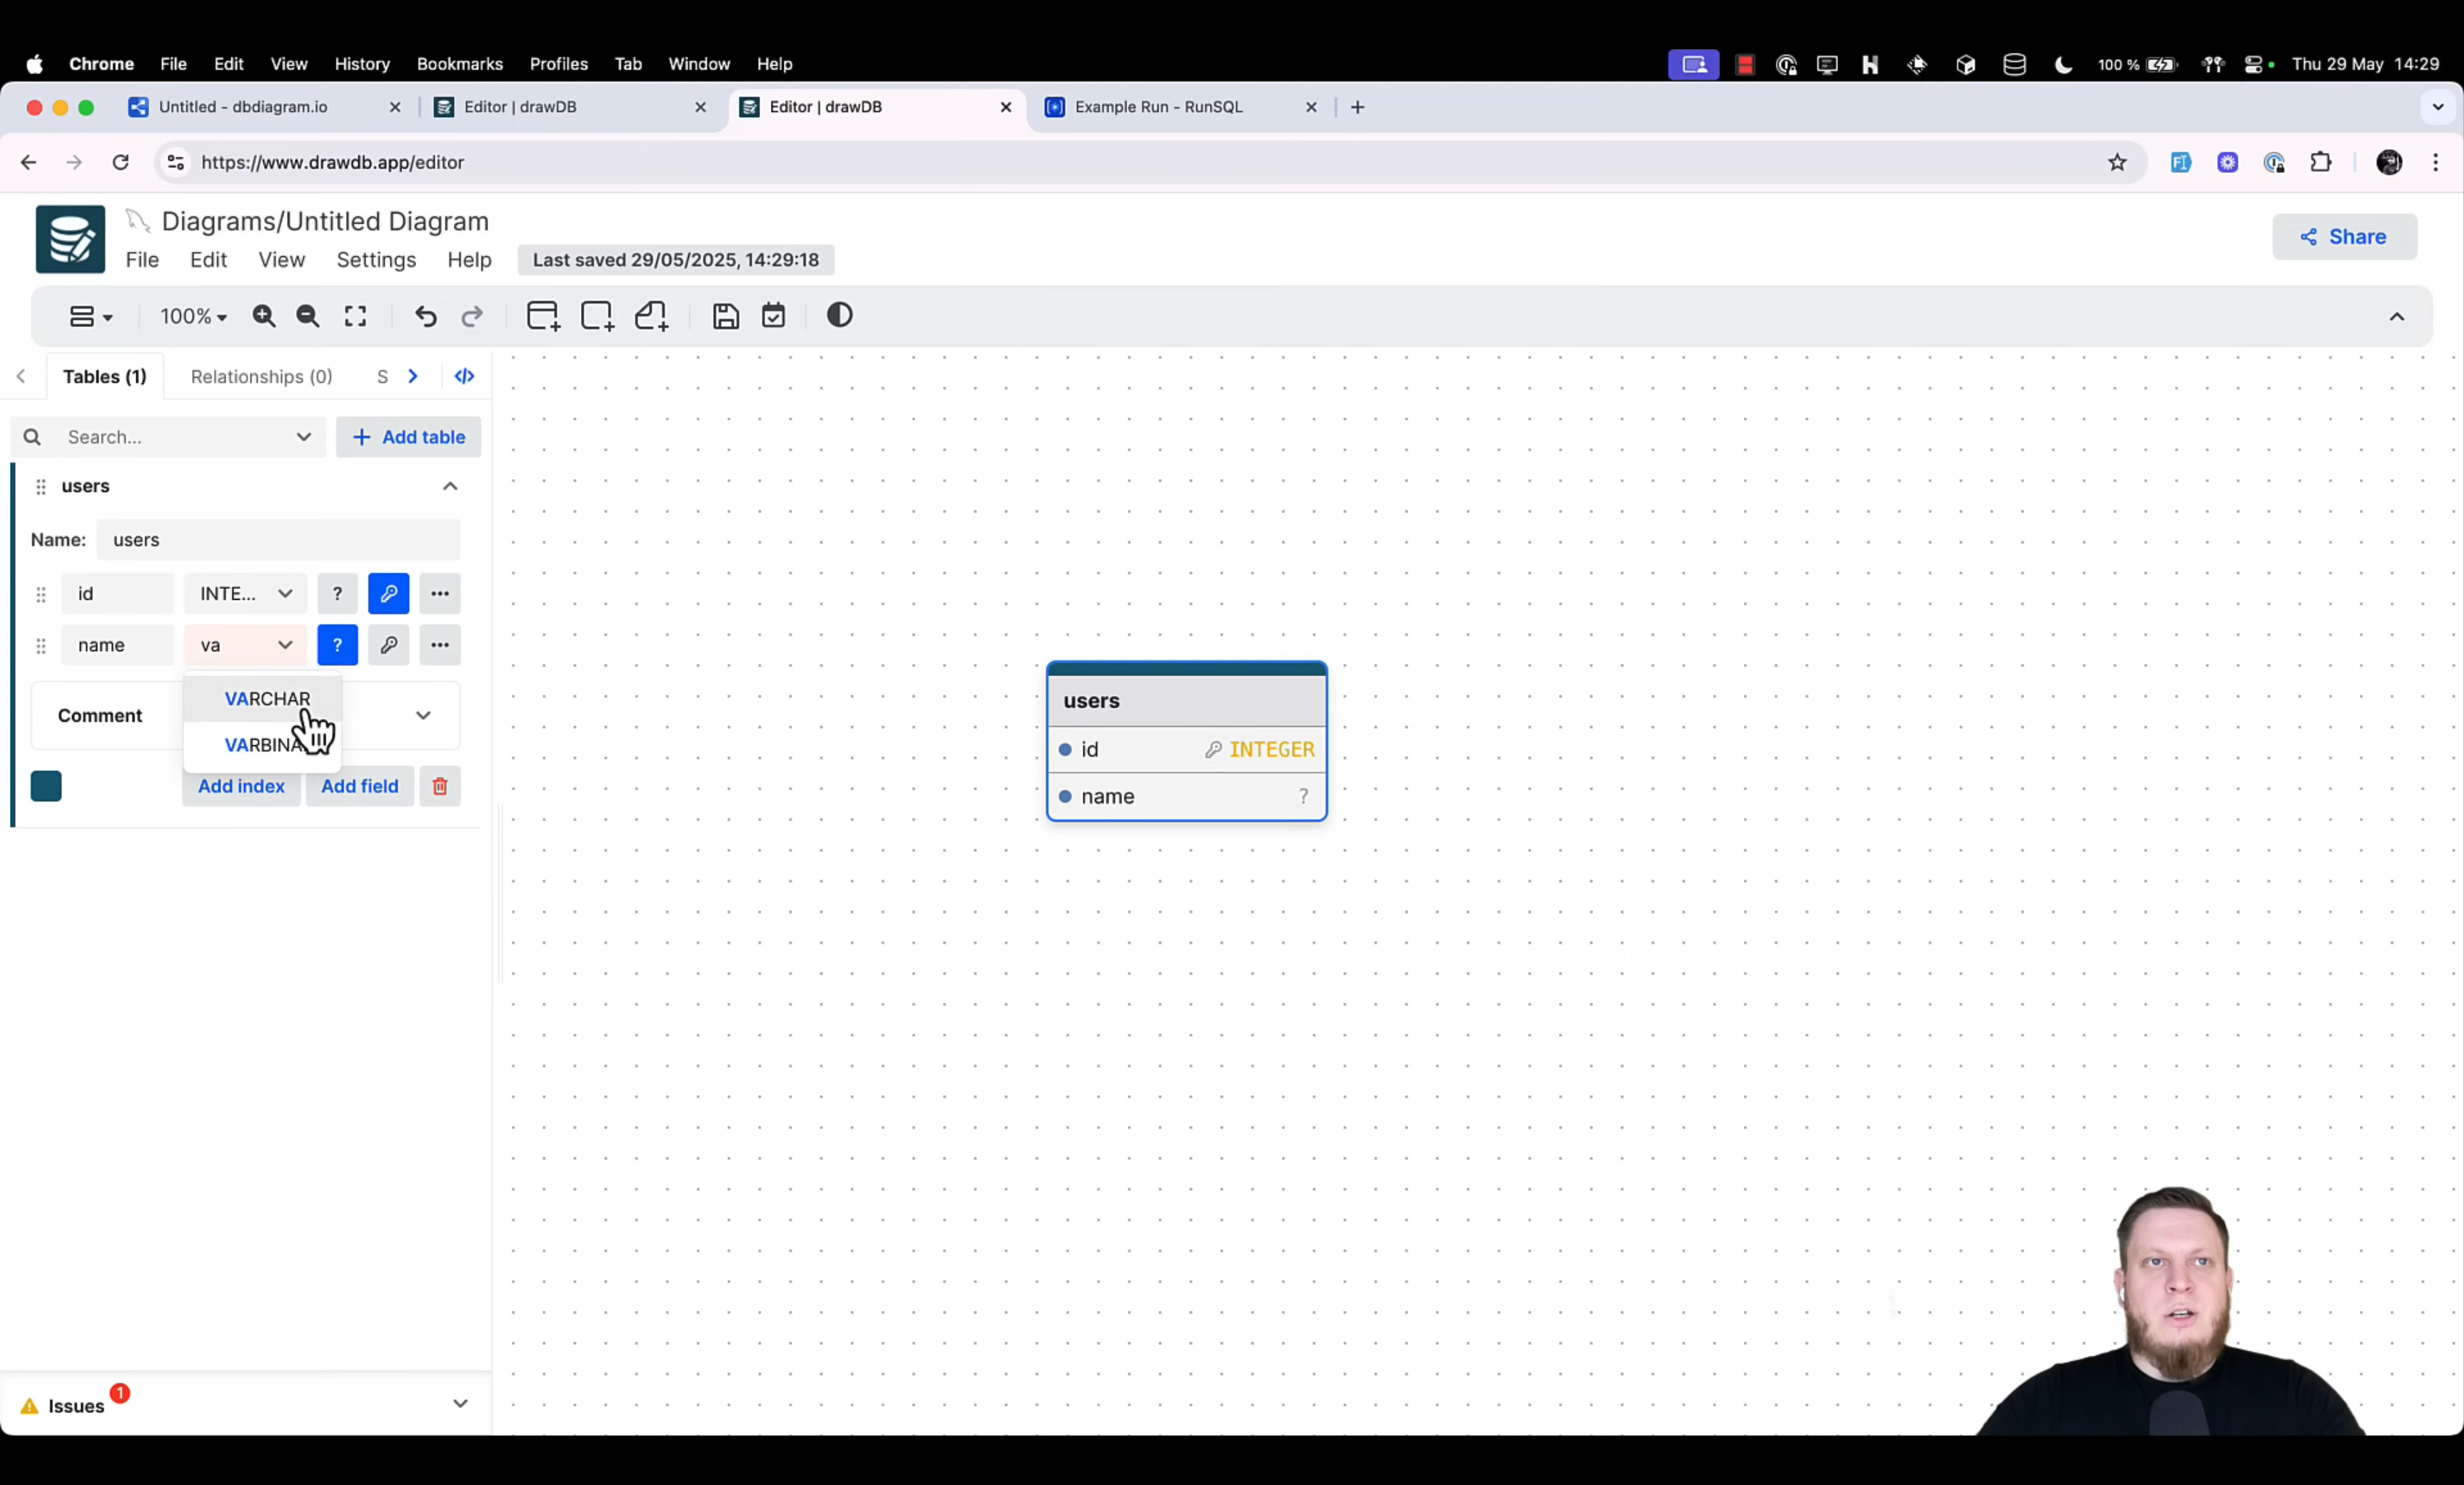 Chrome File Edit View History Bookmarks Profiles Tab Window Help 100 % Thu 29 May 14:29
Untitled - dbdiagram.io Editor | drawDB Editor | drawDB Example Run - RunSQL
https://www.drawdb.app/editor
Diagrams/Untitled Diagram
Share
File Edit View Settings Help Last saved 29/05/2025, 14:29:18
100%
Tables (1) Relationships (0) S
Search... Add table
users
Name: users
id INTE... ?
name va ?
VARCHAR
Comment
VARBINA
Add index Add field
users
id INTEGER
name ?
Issues 1